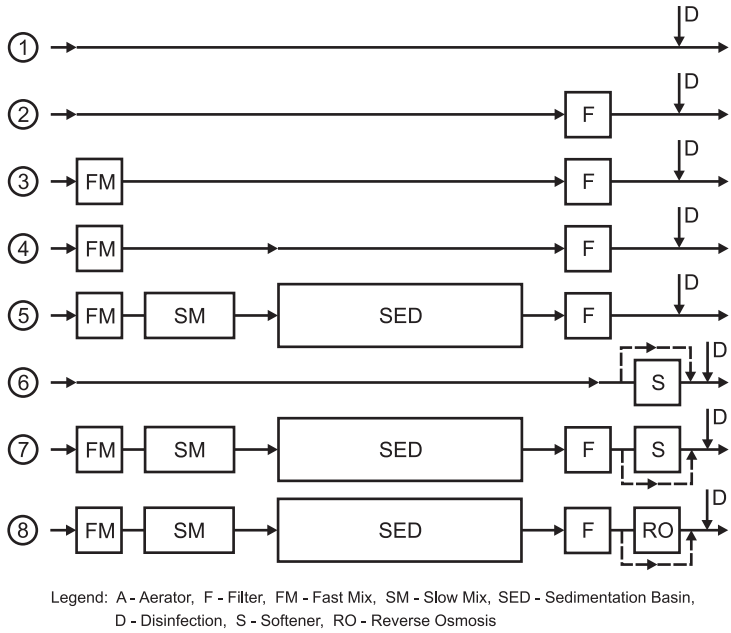 D
1
D
2 F
D
3 FM F
D
4 FM F
D
5 FM SM SED F
D
6 S
D
7 FM SM SED F S
D
8 FM SM SED F RO
Legend: A - Aerator, F - Filter, FM - Fast Mix, SM - Slow Mix, SED - Sedimentation Basin,
D - Disinfection, S - Softener, RO - Reverse Osmosis